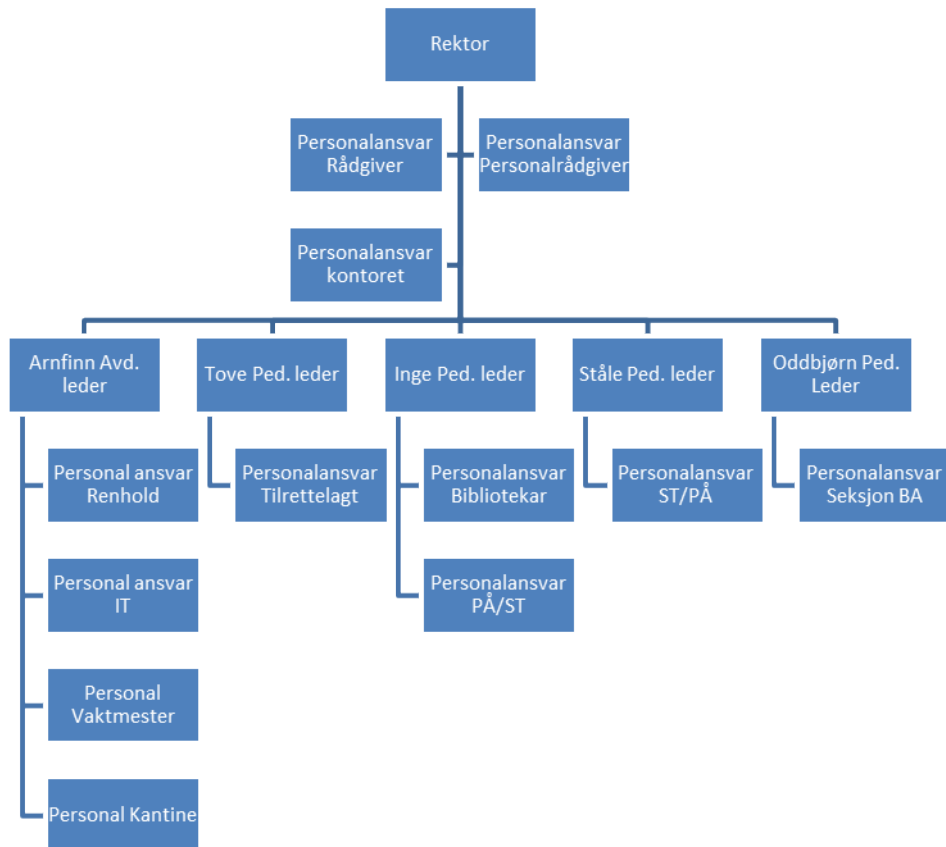 Rektor
Personalansvar
Rådgiver
Personalansvar
Personalrådgiver
Personalansvar
kontoret
Arnfinn Avd.
leder
Tove Ped. leder
Inge Ped. leder
Ståle Ped. leder
Oddbjørn Ped.
Leder
Personal ansvar
Renhold
Personalansvar
Tilrettelagt
Personalansvar
Bibliotekar
Personalansvar
ST/PÅ
Personalansvar
Seksjon BA
Personal ansvar
IT
Personalansvar
PÅ/ST
Personal
Vaktmester
Personal Kantine